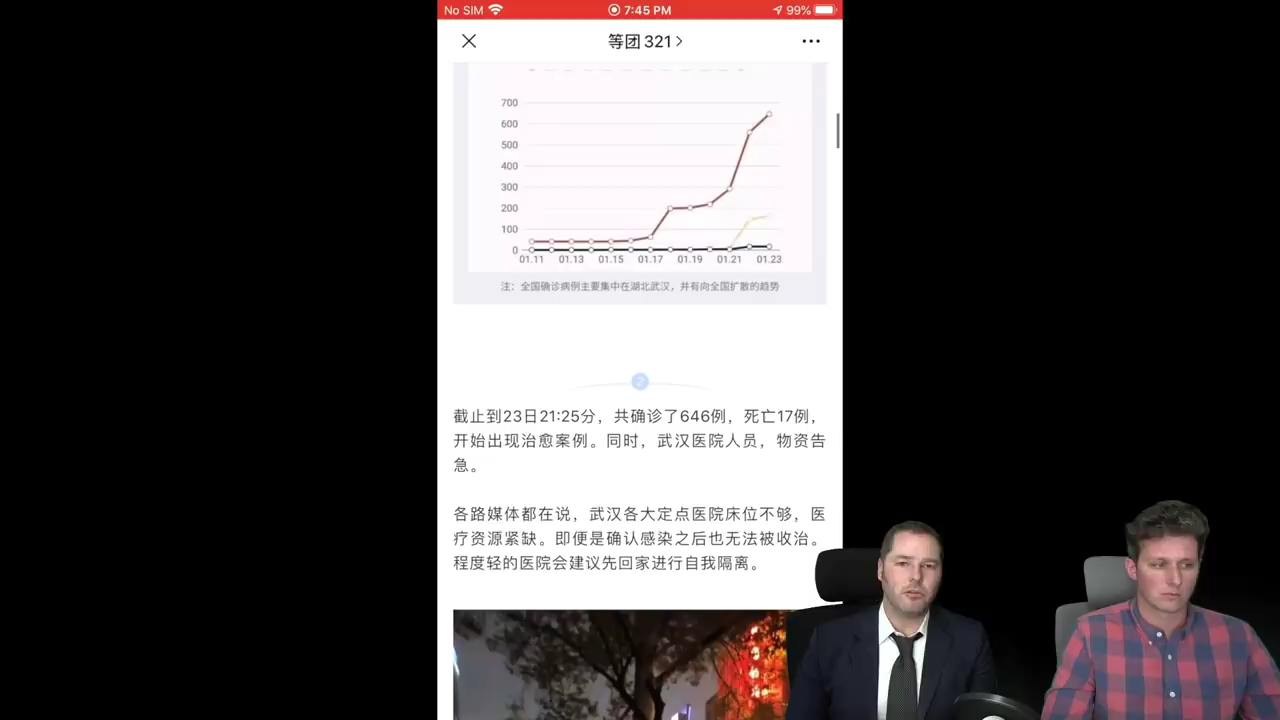 No SIM
7:45 PM
99%
等团 321
700
600
500
400
300
200
100
0
01.11 01.13 01.15 01.17 01.19 01.21 01.23
注：全国确诊病例主要集中在湖北武汉，并有向全国扩散的趋势
2
截止到23日21:25分，共确诊了646例，死亡17例，
开始出现治愈案例。同时，武汉医院人员，物资告
急。
各路媒体都在说，武汉各大定点医院床位不够，医
疗资源紧缺。即便是确认感染之后也无法被收治。
程度轻的医院会建议先回家进行自我隔离。